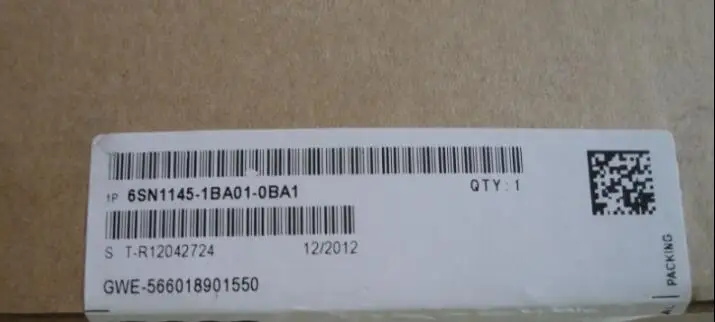 1P 6SN1145-1BA01-0BA1 QTY: 1
S T-R12042724 12/2012
GWE-566018901550
PACKING